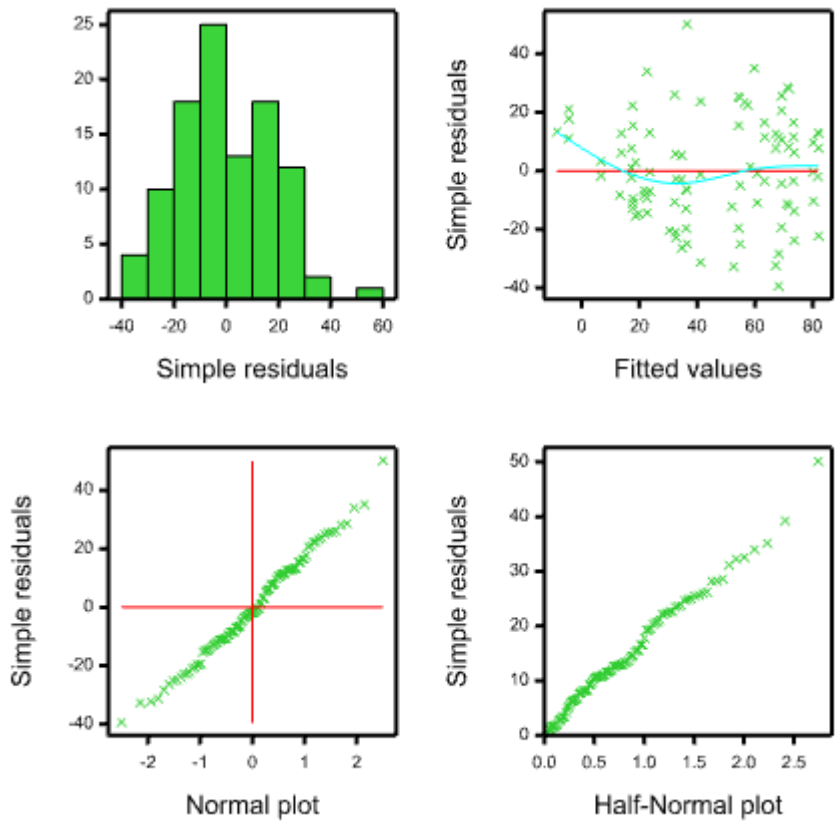 25
20
15
10
5
0
-40 -20 0 20 40 60
Simple residuals
Simple residuals
40
20
0
-20
-40
0 20 40 60 80
Fitted values
Simple residuals
40
20
0
-20
-40
-2 -1 0 1 2
Normal plot
Simple residuals
50
40
30
20
10
0
0.0 0.5 1.0 1.5 2.0 2.5
Half-Normal plot